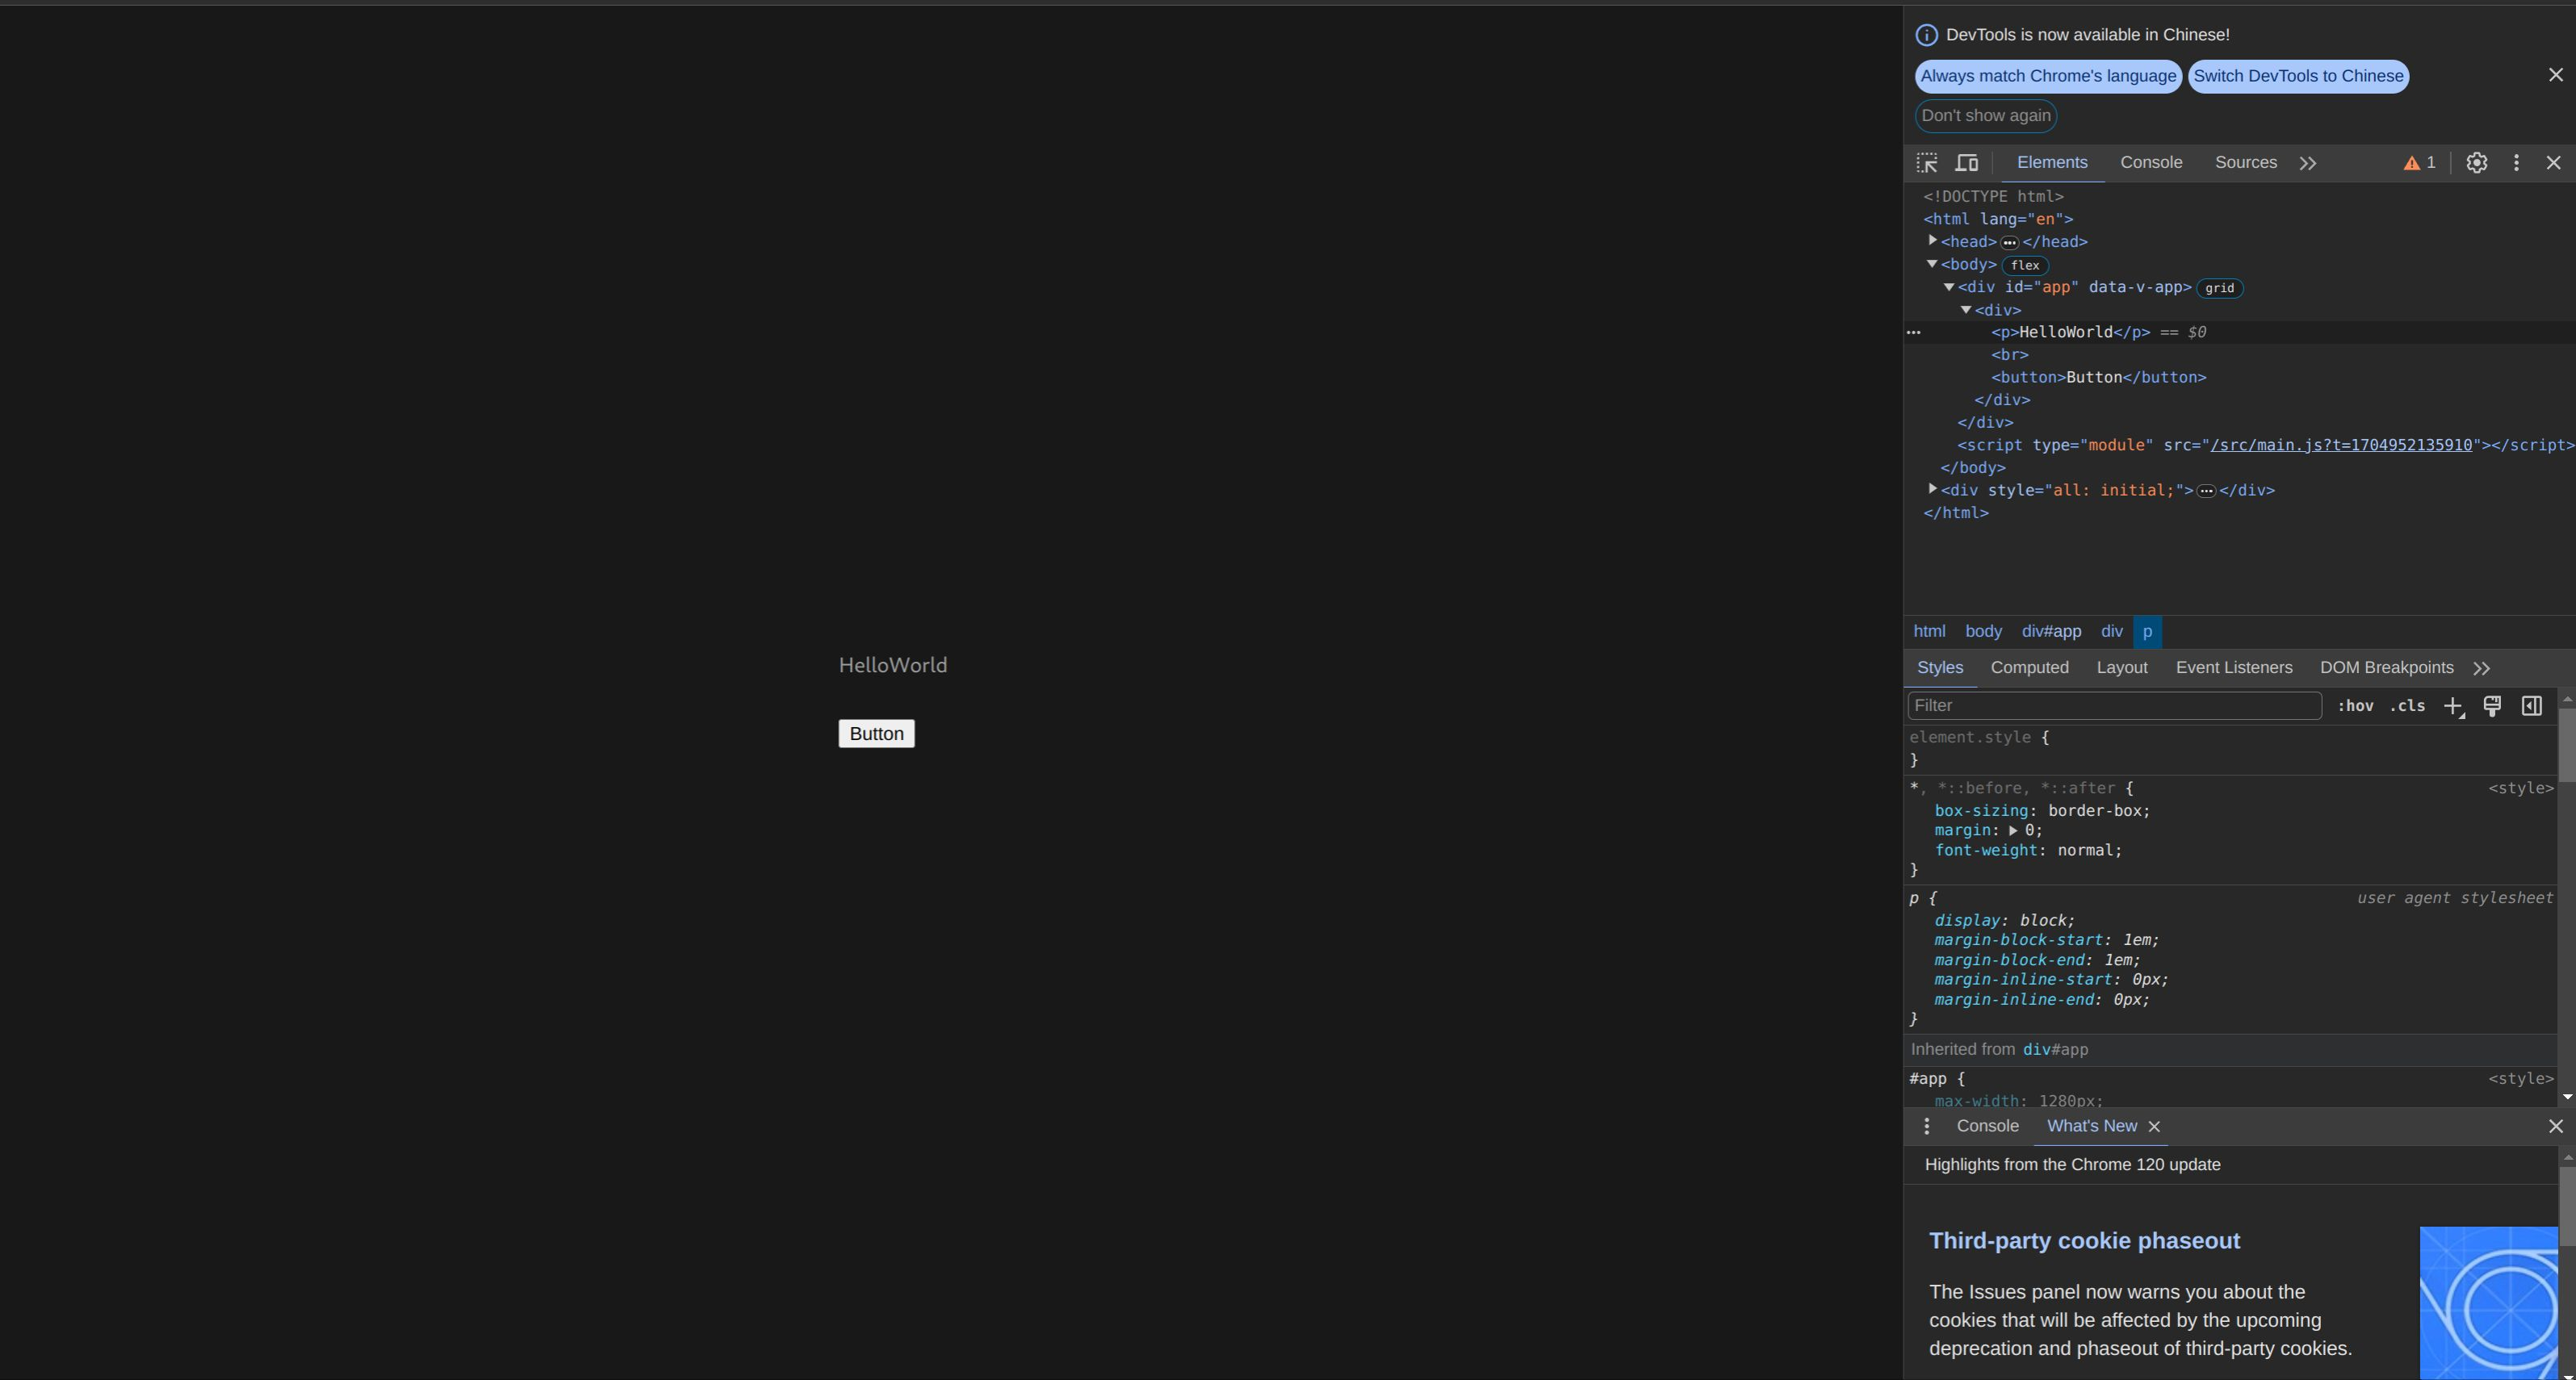 HelloWorld
Button
DevTools is now available in Chinese!
Always match Chrome's language Switch DevTools to Chinese
Don't show again
Elements Console Sources 1
<!DOCTYPE html>
<html lang="en">
<head> </head>
<body> flex
<div id="app" data-v-app> grid
<div>
<p>HelloWorld</p> == $0
<br>
<button>Button</button>
</div>
</div>
<script type="module" src="/src/main.js?t=1704952135910"></script>
</body>
<div style="all: initial;"> </div>
</html>
html body div#app div p
Styles Computed Layout Event Listeners DOM Breakpoints
Filter :hov .cls
element.style {
}
*, *::before, *::after { <style>
box-sizing: border-box;
margin: 0;
font-weight: normal;
}
p { user agent stylesheet
display: block;
margin-block-start: 1em;
margin-block-end: 1em;
margin-inline-start: 0px;
margin-inline-end: 0px;
}
Inherited from div#app
#app { <style>
max-width: 1280px;
Console What's New
Highlights from the Chrome 120 update
Third-party cookie phaseout
The Issues panel now warns you about the
cookies that will be affected by the upcoming
deprecation and phaseout of third-party cookies.